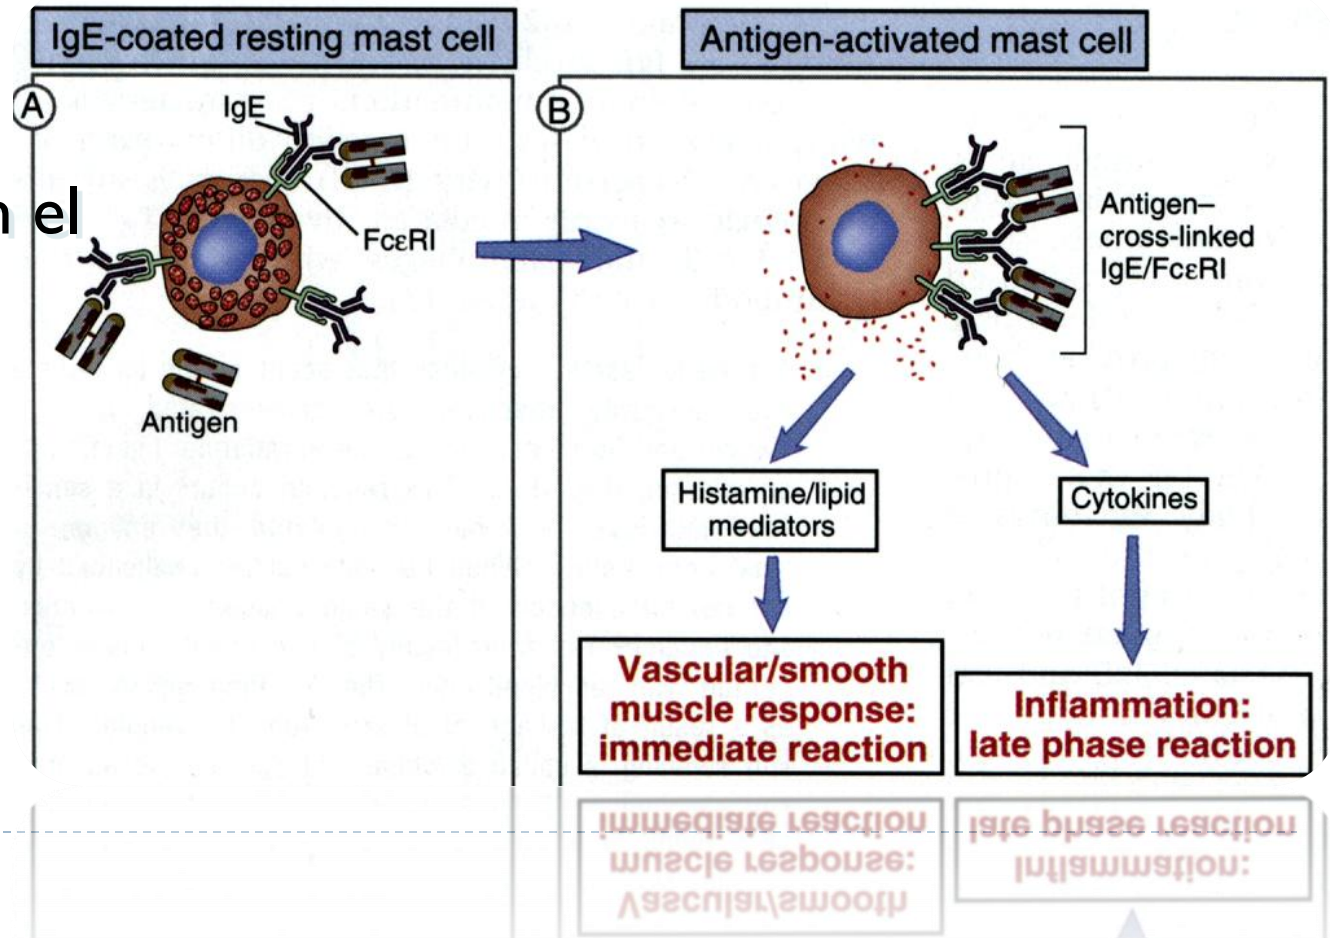 IgE-coated resting mast cell
A
IgE
n el
FcεRI
Antigen
Antigen-activated mast cell
B
Antigen–
cross-linked
IgE/FcεRI
Histamine/lipid
mediators
Cytokines
Vascular/smooth
muscle response:
immediate reaction
Inflammation:
late phase reaction